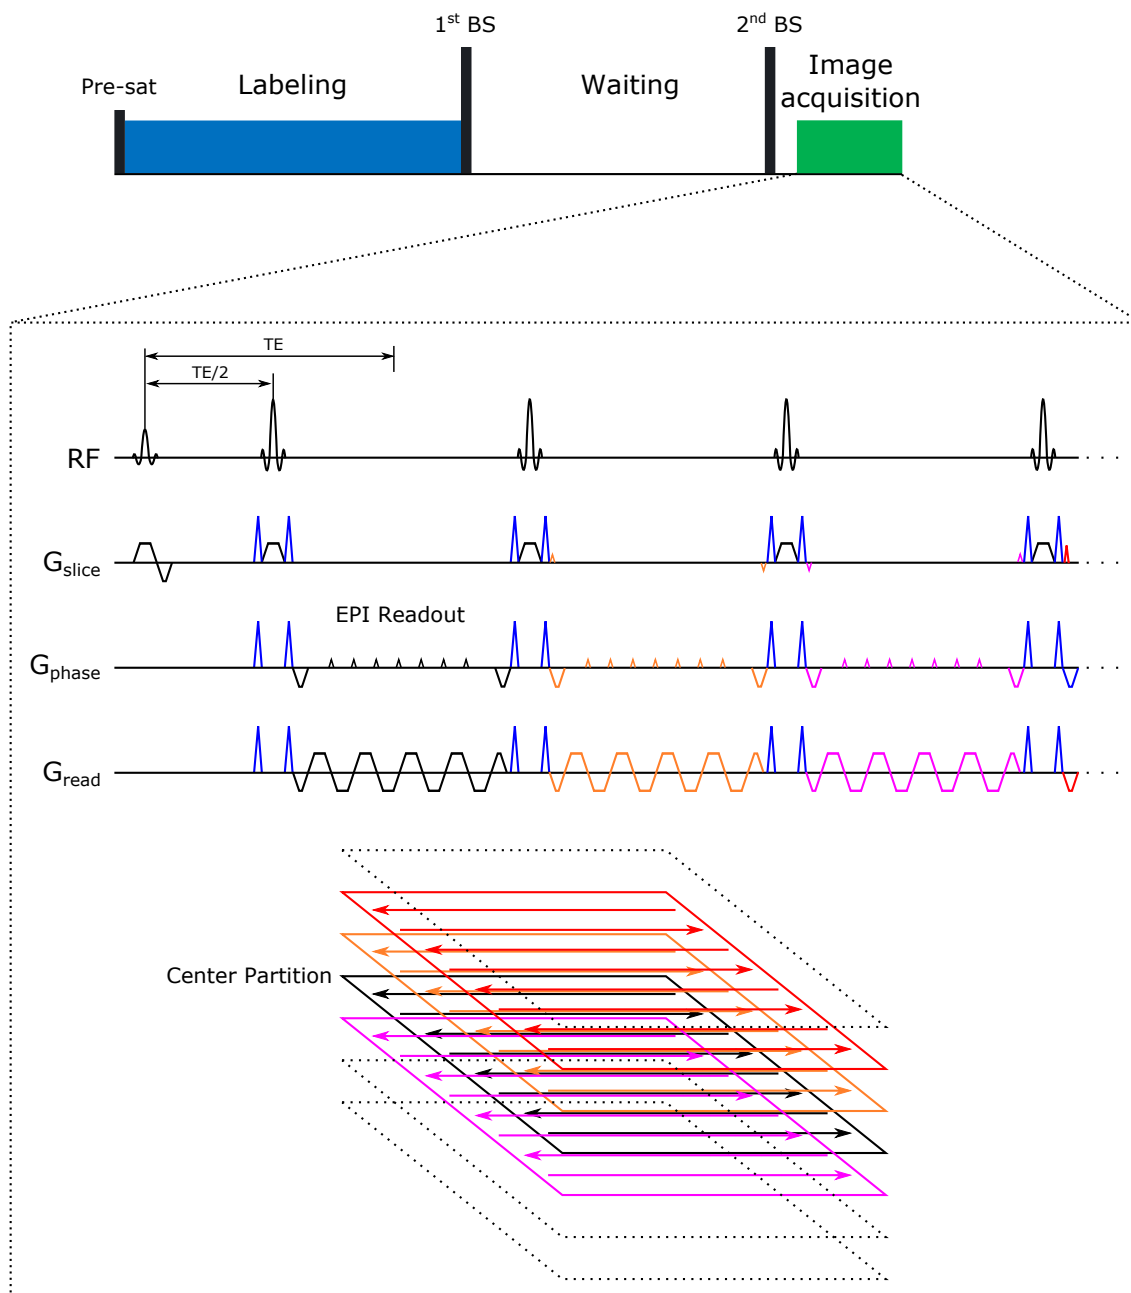 1st BS
2nd BS
Pre-sat
Labeling
Waiting
Image
acquisition
TE
TE/2
RF
Gslice
EPI Readout
Gphase
Gread
Center Partition